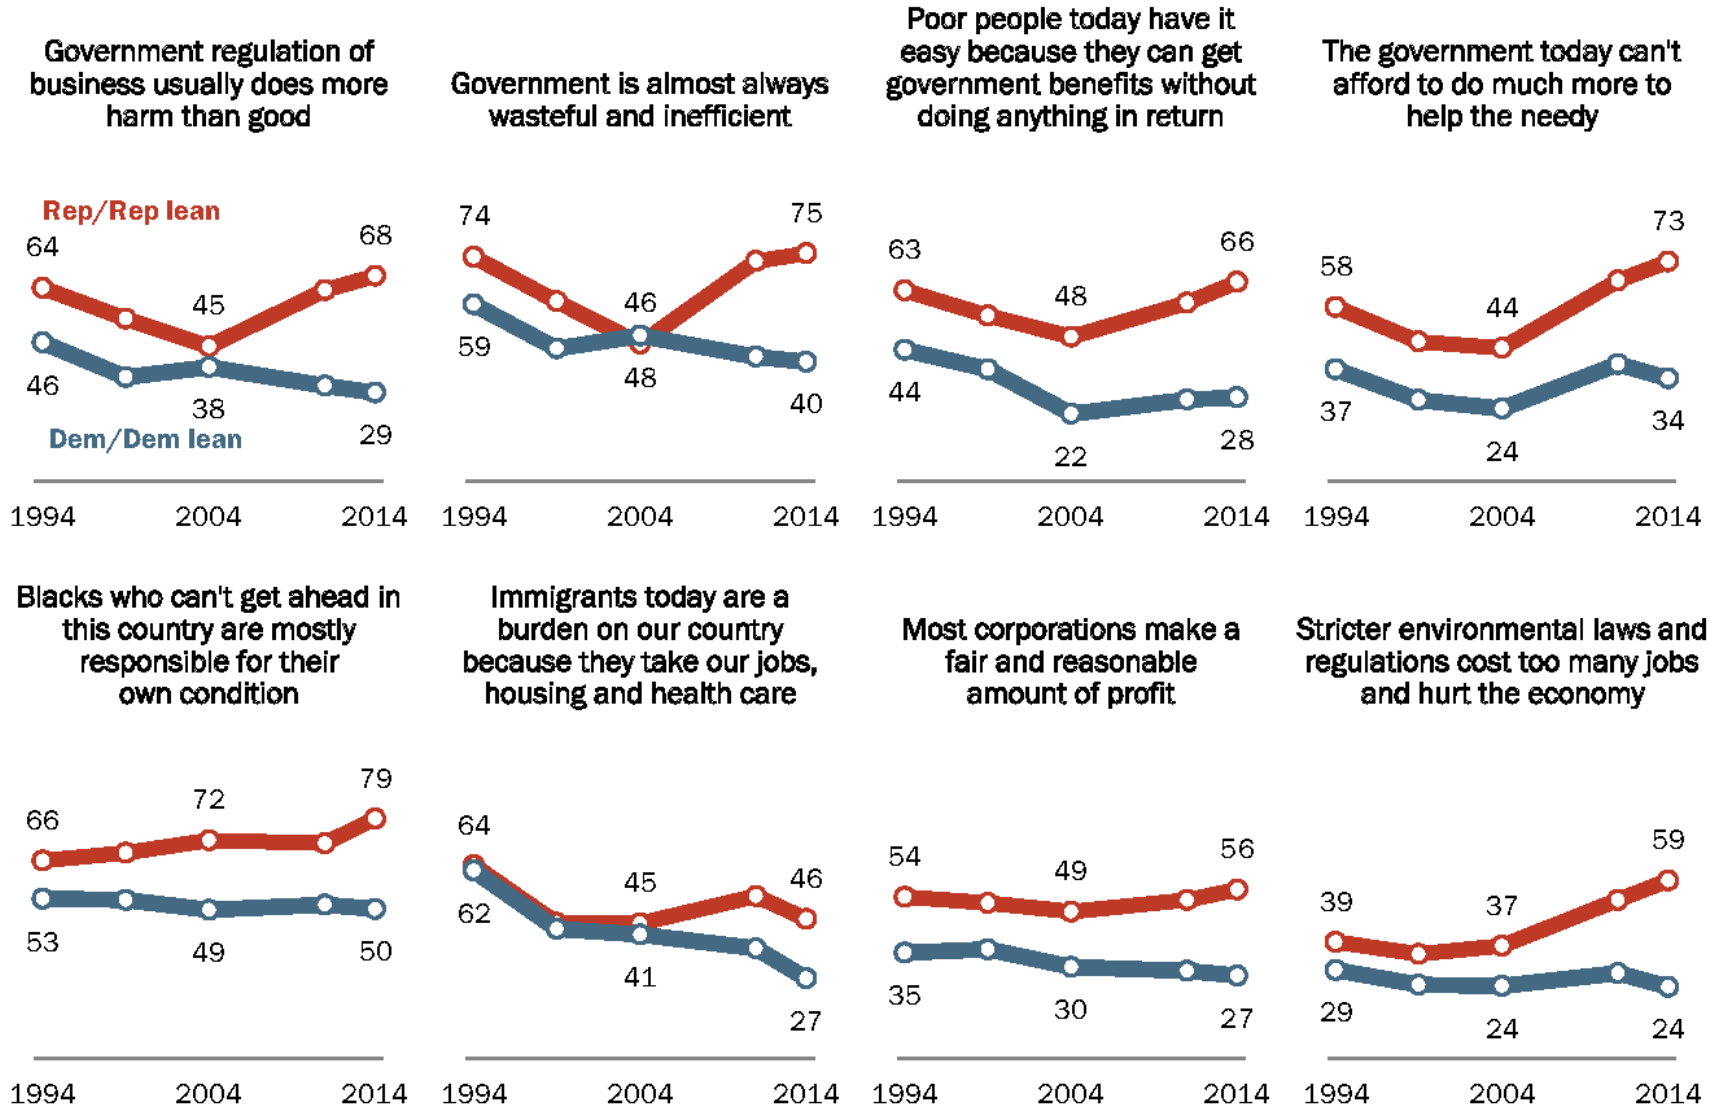 Government regulation of
business usually does more
harm than good
Rep/Rep lean
64
45
68
46
38
29
Dem/Dem lean
1994 2004 2014
Government is almost always
wasteful and inefficient
74
46
75
59
48
40
1994 2004 2014
Poor people today have it
easy because they can get
government benefits without
doing anything in return
63
48
66
44
22
28
1994 2004 2014
The government today can't
afford to do much more to
help the needy
58
44
73
37
24
34
1994 2004 2014
Blacks who can't get ahead in
this country are mostly
responsible for their
own condition
66
72
79
53
49
50
1994 2004 2014
Immigrants today are a
burden on our country
because they take our jobs,
housing and health care
64
45
46
62
41
27
1994 2004 2014
Most corporations make a
fair and reasonable
amount of profit
54
49
56
35
30
27
1994 2004 2014
Stricter environmental laws and
regulations cost too many jobs
and hurt the economy
39
37
59
29
24
24
1994 2004 2014